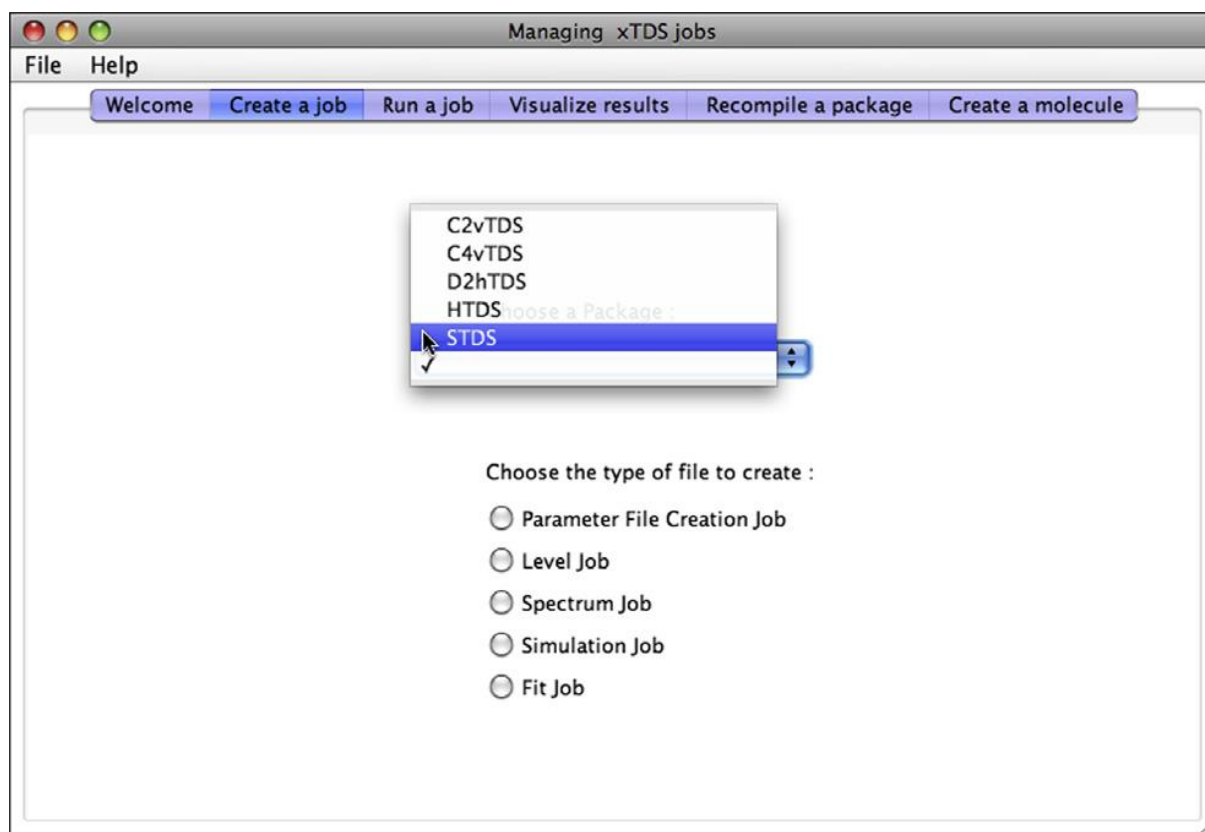 Managing xTDS jobs
File Help
Welcome Create a job Run a job Visualize results Recompile a package Create a molecule
C2vTDS
C4vTDS
D2hTDS
HTDS
Choose a Package :
STDS
Choose the type of file to create :
Parameter File Creation Job
Level Job
Spectrum Job
Simulation Job
Fit Job